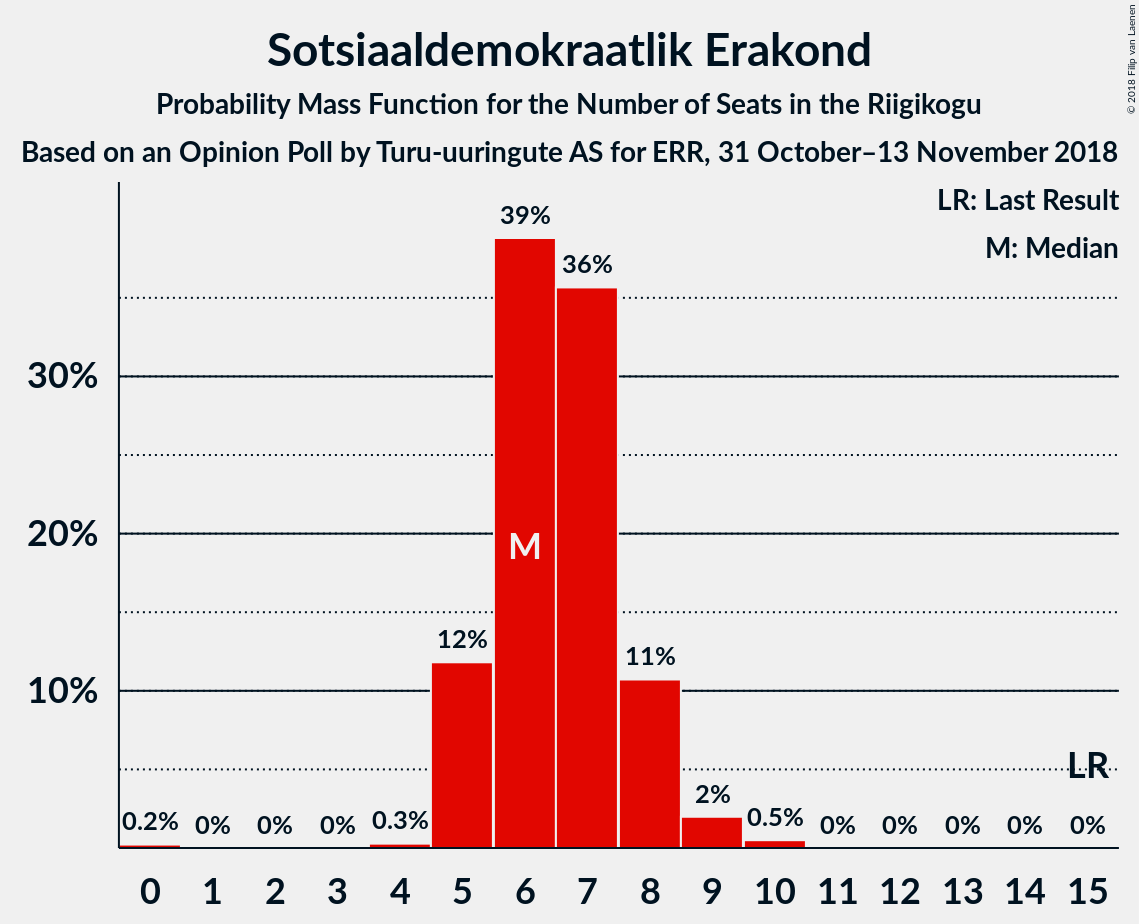 Sotsiaaldemokraatlik Erakond
Probability Mass Function for the Number of Seats in the Riigikogu
Based on an Opinion Poll by Turu-uuringute AS for ERR, 31 October–13 November 2018
© 2018 Filip van Laenen
LR: Last Result
M: Median
39%
36%
30%
20%
M
12%
11%
10%
LR
2%
0.2% 0% 0% 0% 0.3% 0.5% 0% 0% 0% 0% 0%
0 1 2 3 4 5 6 7 8 9 10 11 12 13 14 15